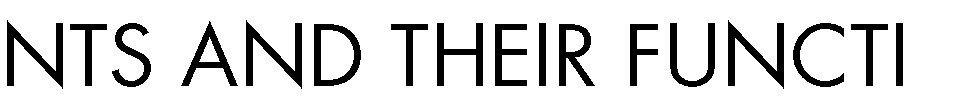 NTS AND THEIR FUNCTI